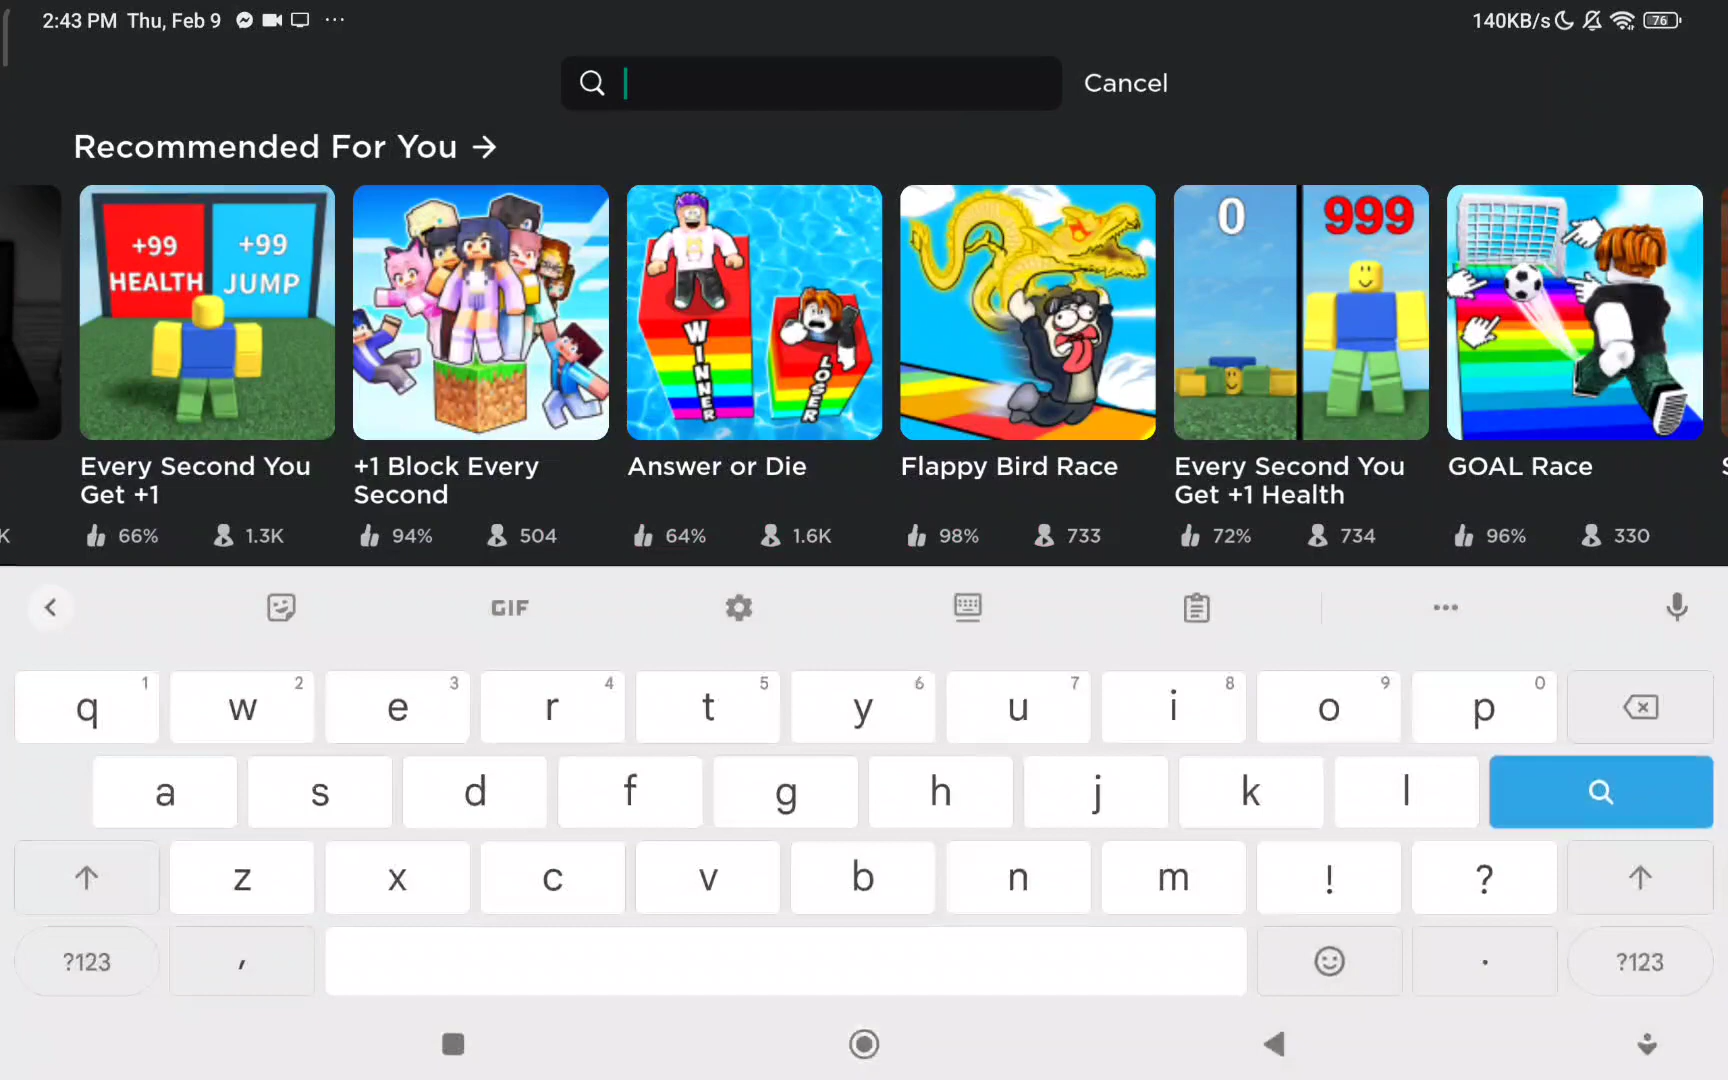 2:43 PM Thu, Feb 9 ...
140KB/s 76
Cancel
Recommended For You →
+99 HEALTH
+99 JUMP
WINNER
LOSER
0
999
Every Second You Get +1
+1 Block Every Second
Answer or Die
Flappy Bird Race
Every Second You Get +1 Health
GOAL Race
S
K
66% 1.3K
94% 504
64% 1.6K
98% 733
72% 734
96% 330
GIF
q 1 w 2 e 3 r 4 t 5 y 6 u 7 i 8 o 9 p 0
a s d f g h j k l
z x c v b n m ! ?
?123 , . ?123